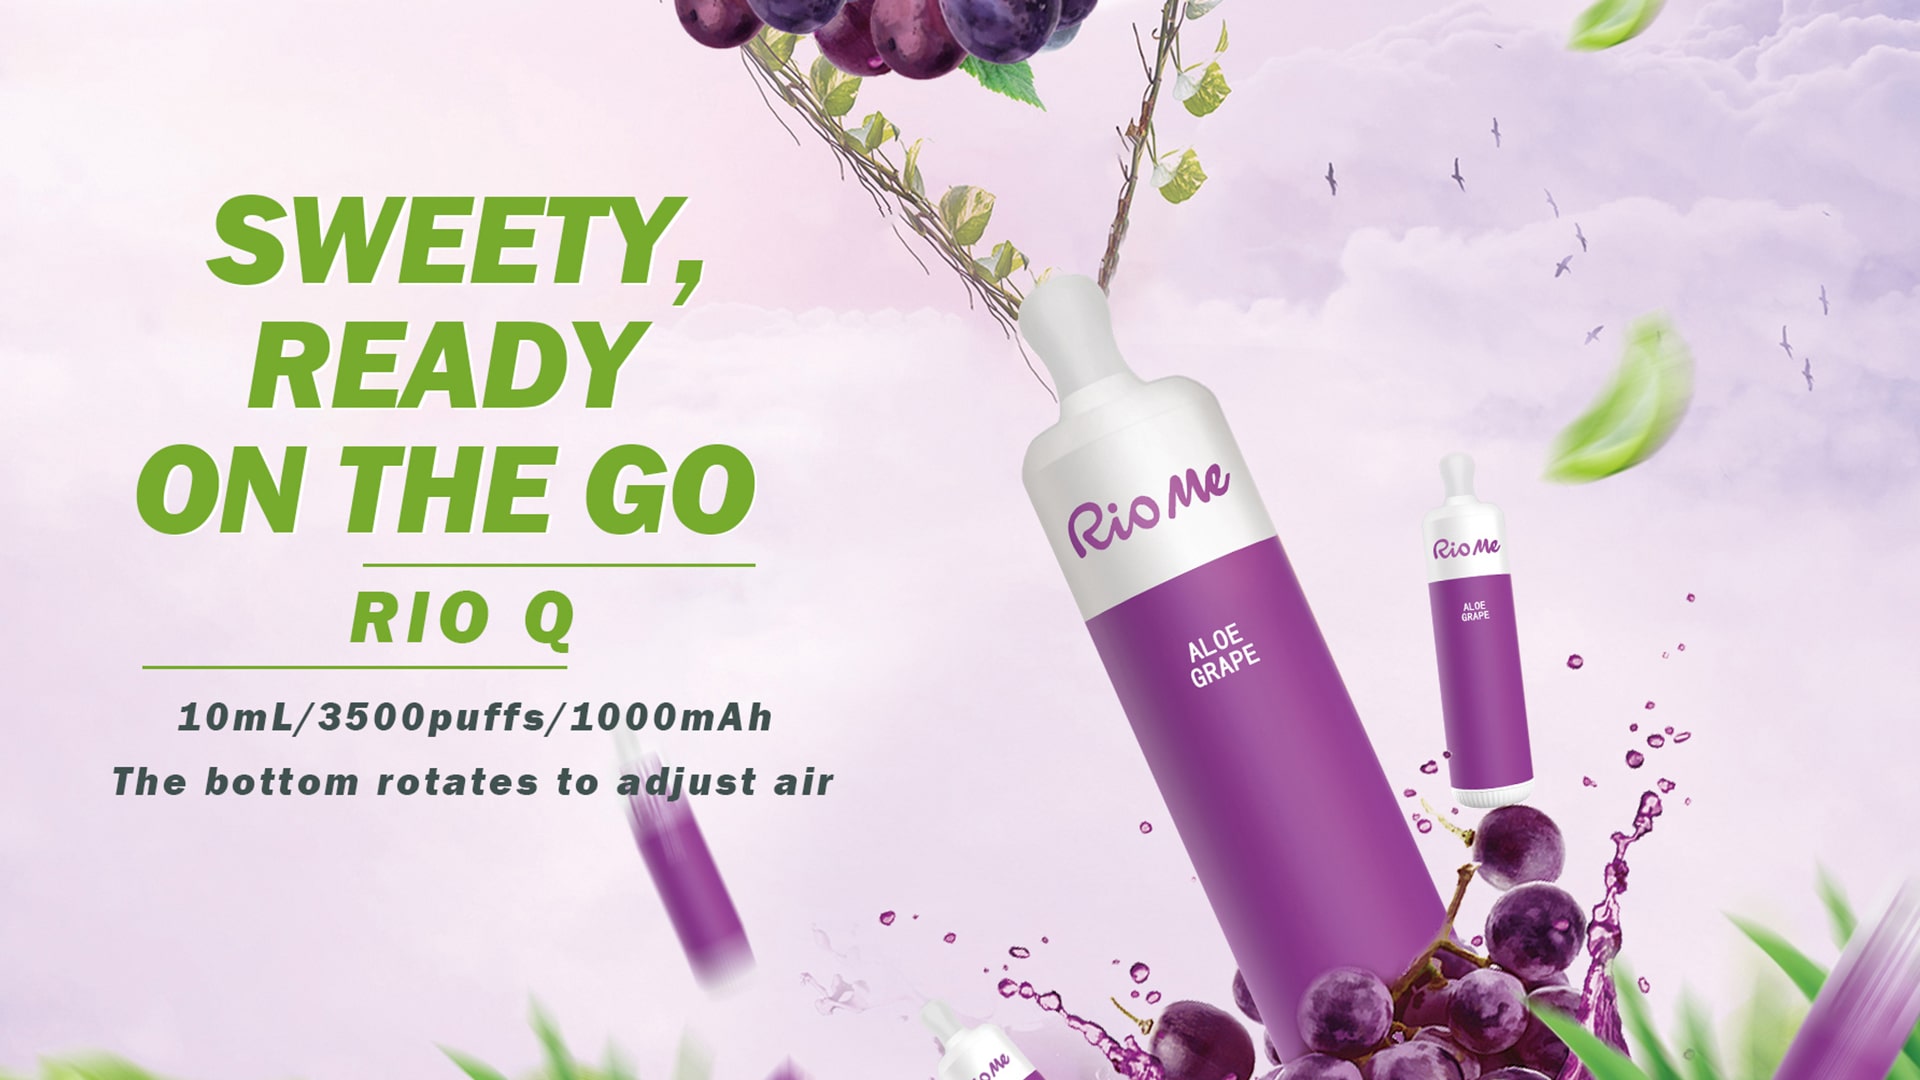 SWEETY,
READY
ON THE GO
RIO Q
10mL/3500puffs/1000mAh
The bottom rotates to adjust air
Rio Me
ALOE
GRAPE
Rio Me
ALOE
GRAPE